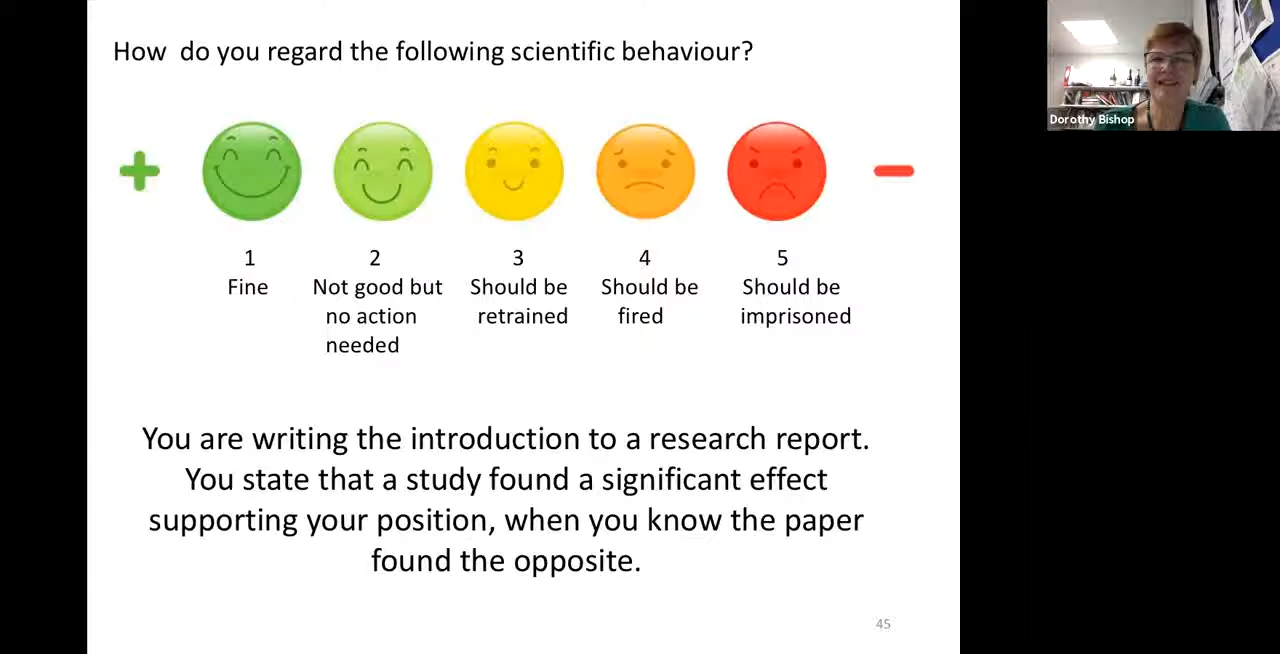 How do you regard the following scientific behaviour?
Dorothy Bishop
1
Fine
2
Not good but
no action
needed
3
Should be
retrained
4
Should be
fired
5
Should be
imprisoned
You are writing the introduction to a research report.
You state that a study found a significant effect
supporting your position, when you know the paper
found the opposite.
45